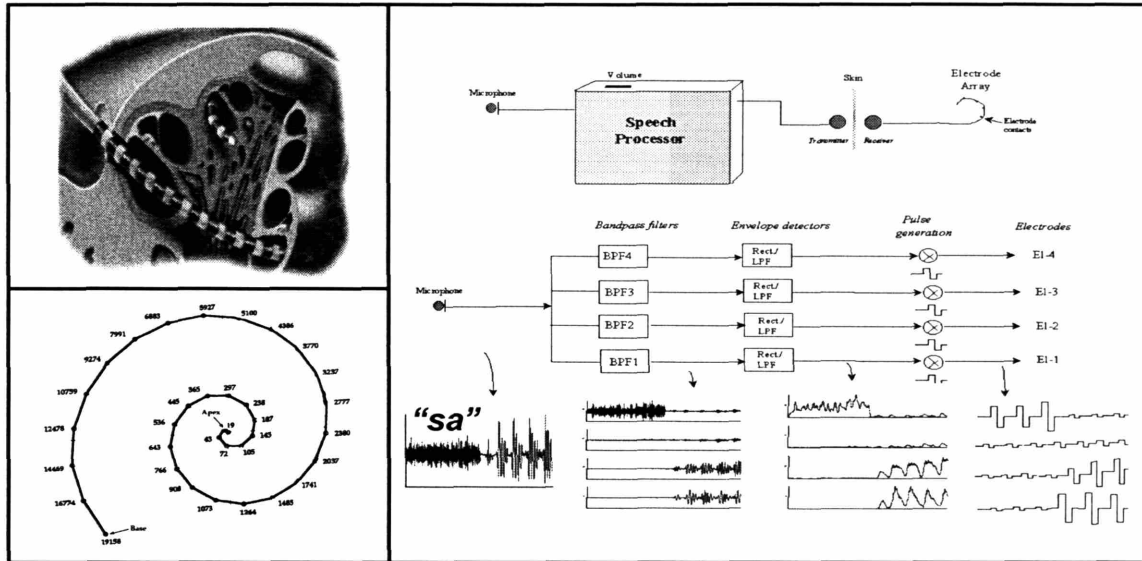 Volume
Microphone
Speech
Processor
Skin
Transmitter
Receiver
Electrode
Array
Electrode
contacts
Bandpass filters
Envelope detectors
Pulse
generation
Electrodes
BPF4
Rect./
LPF
El-4
Microphone
BPF3
Rect./
LPF
El-3
BPF2
Rect./
LPF
El-2
BPF1
Rect./
LPF
El-1
"sa"
8927
5100
6883
4386
7991
3770
9274
3237
10759
2777
12478
2380
14469
2037
16774
1741
1485
1264
1073
908
766
643
536
445
365
297
238
187
145
105
72
43
19
Apex
Base
19158